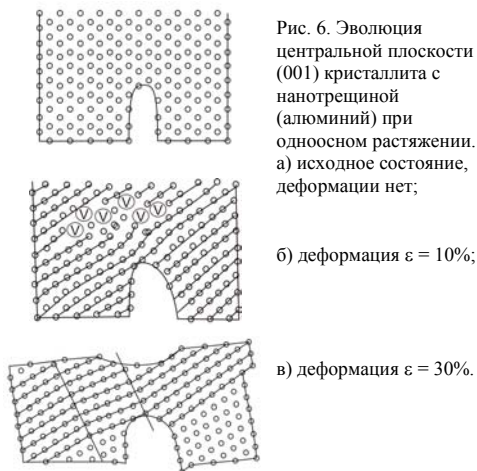 Рис. 6. Эволюция
центральной плоскости
(001) кристаллита с
нанотрещиной
(алюминий) при
одноосном растяжении.
а) исходное состояние,
деформации нет;
б) деформация ε = 10%;
в) деформация ε = 30%.
V V V V V V